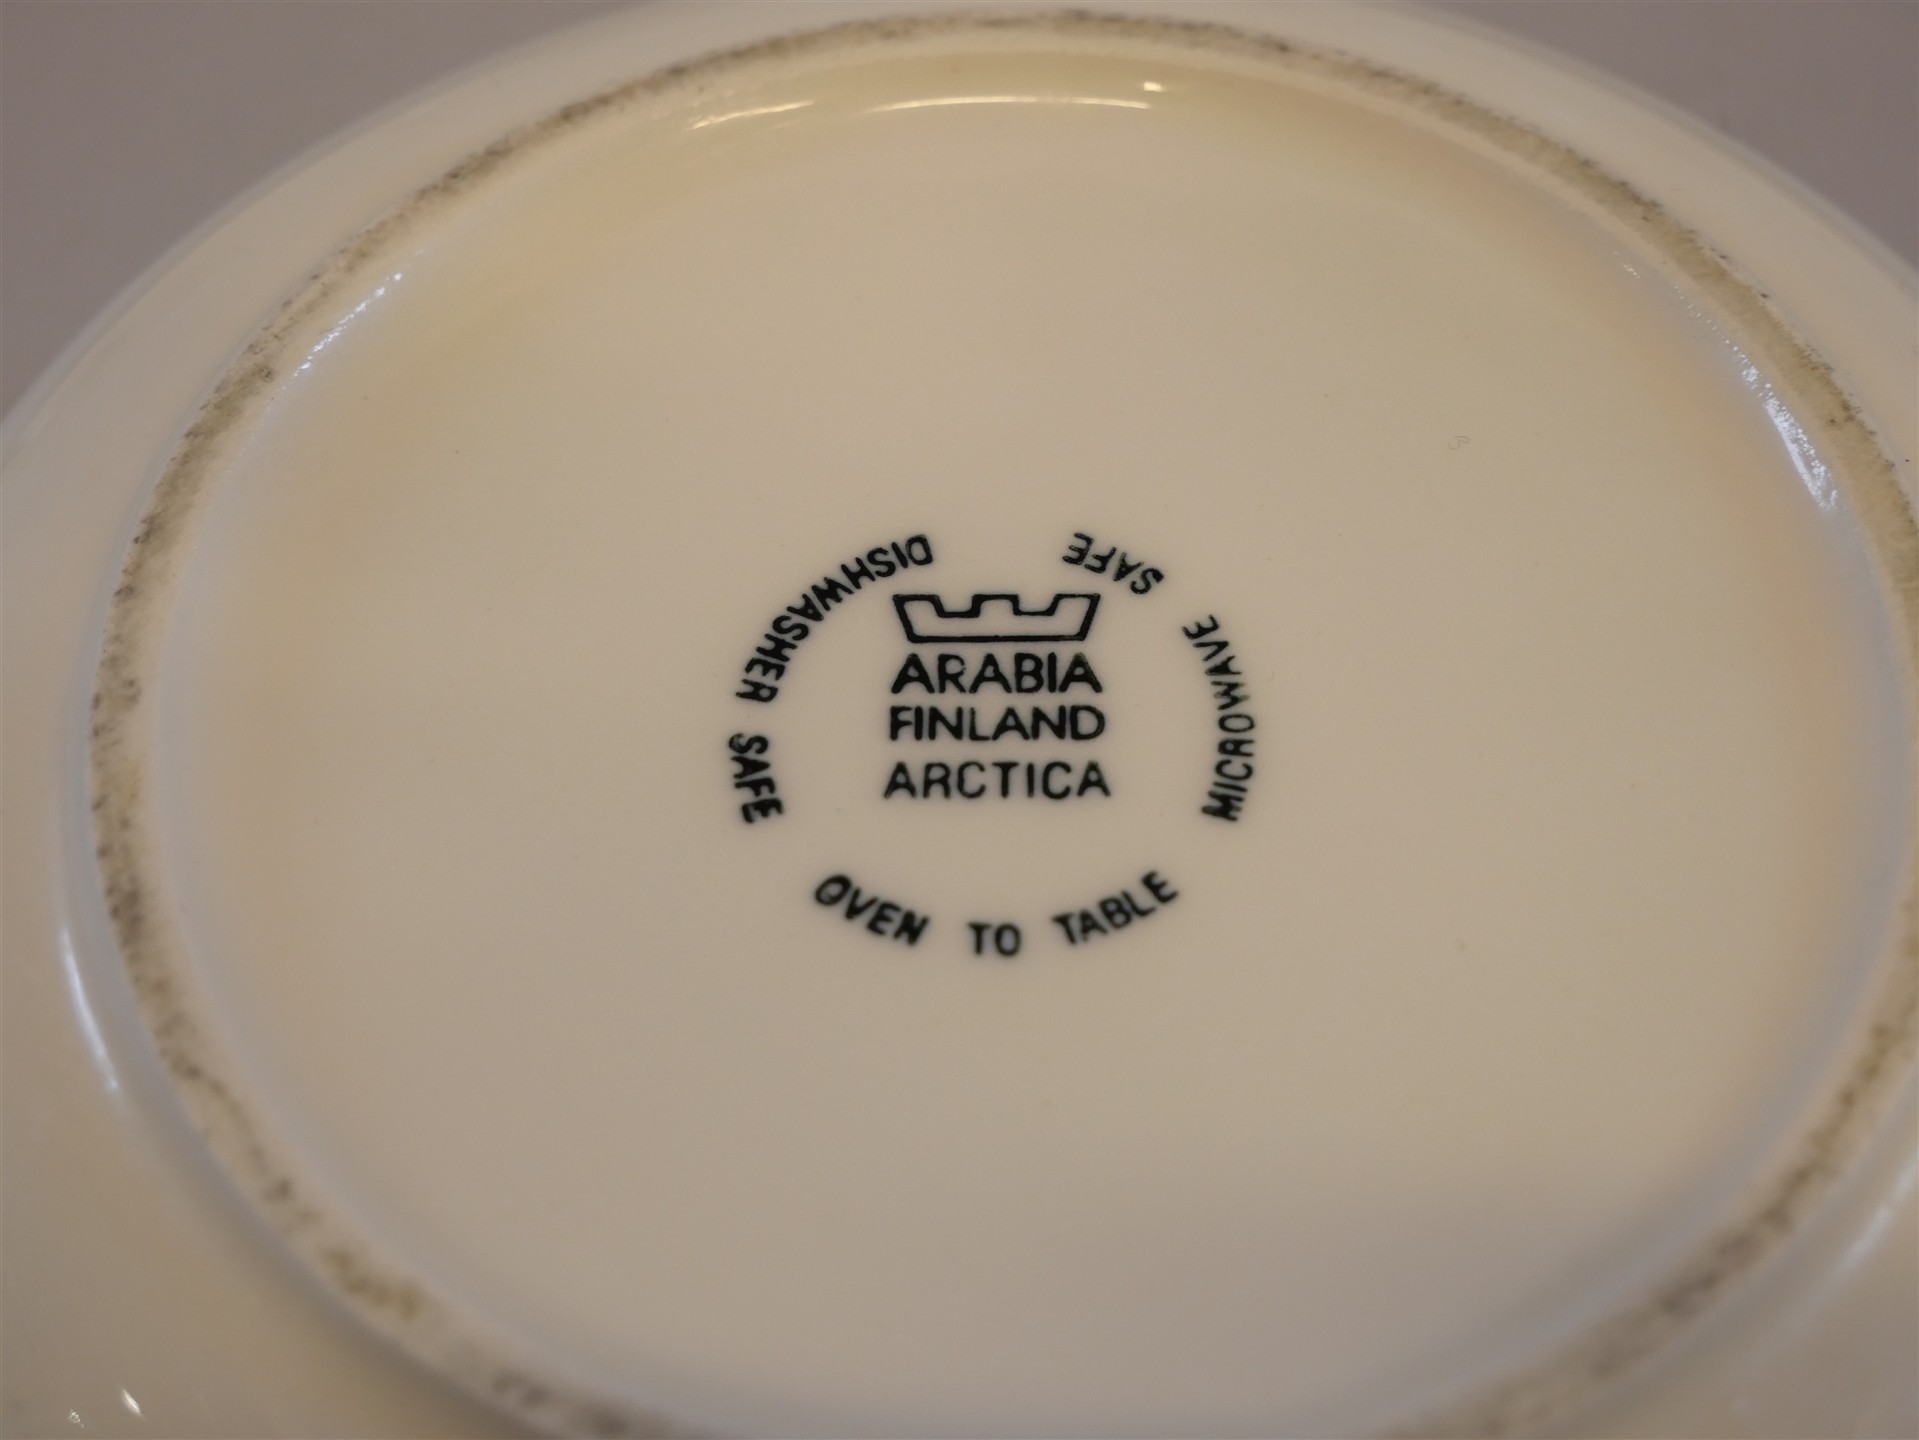 ARABIA
FINLAND
ARCTICA
DISHWASHER SAFE
OVEN TO TABLE
MICROWAVE SAFE